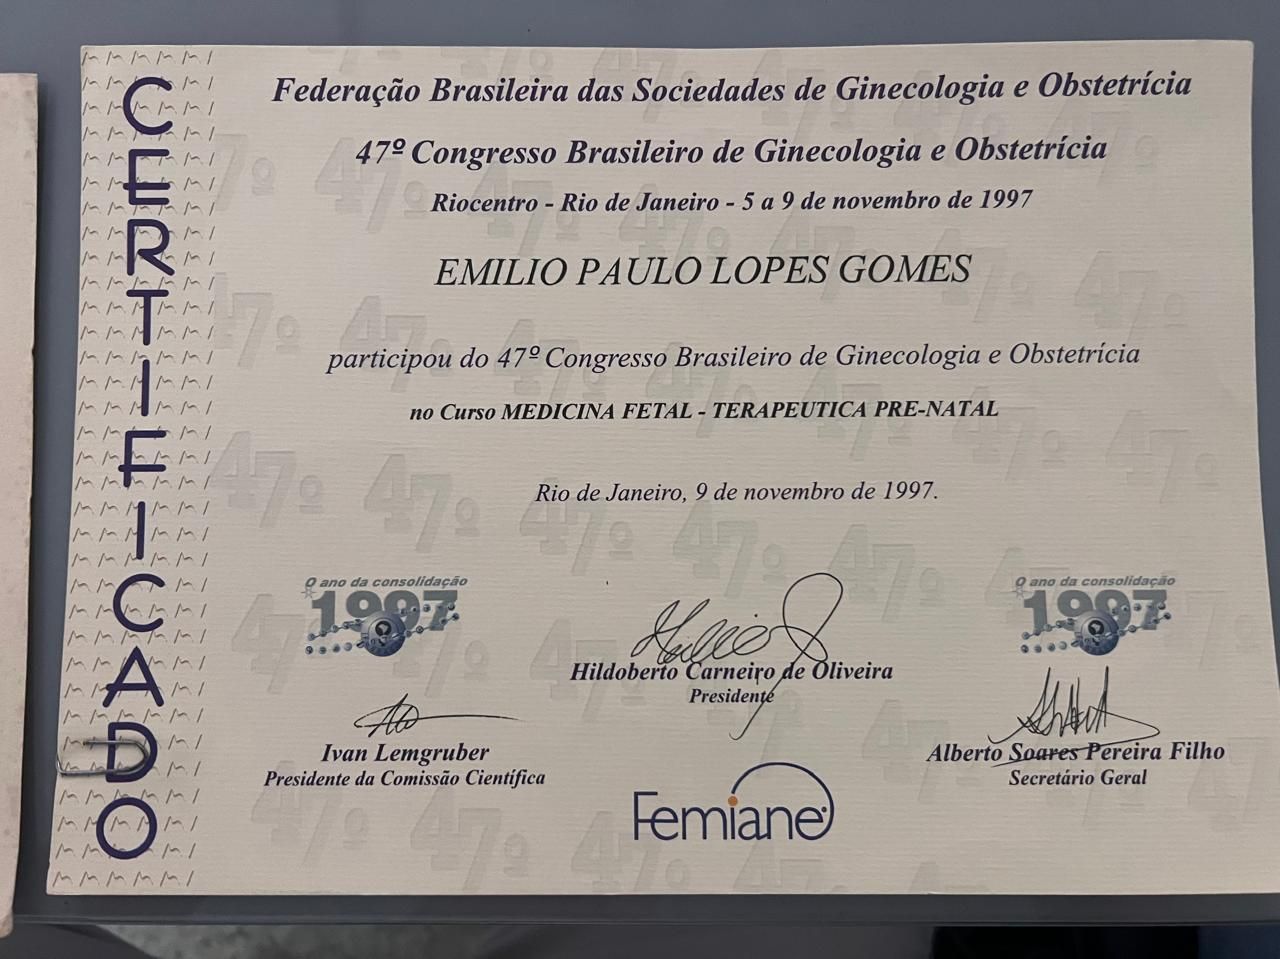 CERTIFICADO
Federação Brasileira das Sociedades de Ginecologia e Obstetrícia
47º Congresso Brasileiro de Ginecologia e Obstetrícia
Riocentro - Rio de Janeiro - 5 a 9 de novembro de 1997
EMILIO PAULO LOPES GOMES
participou do 47º Congresso Brasileiro de Ginecologia e Obstetrícia
no Curso MEDICINA FETAL - TERAPEUTICA PRE-NATAL
Rio de Janeiro, 9 de novembro de 1997.
O ano da consolidação
1997
O ano da consolidação
1997
Hildoberto Carneiro de Oliveira
Presidente
Ivan Lemgruber
Presidente da Comissão Científica
Alberto Soares Pereira Filho
Secretário Geral
Femiane